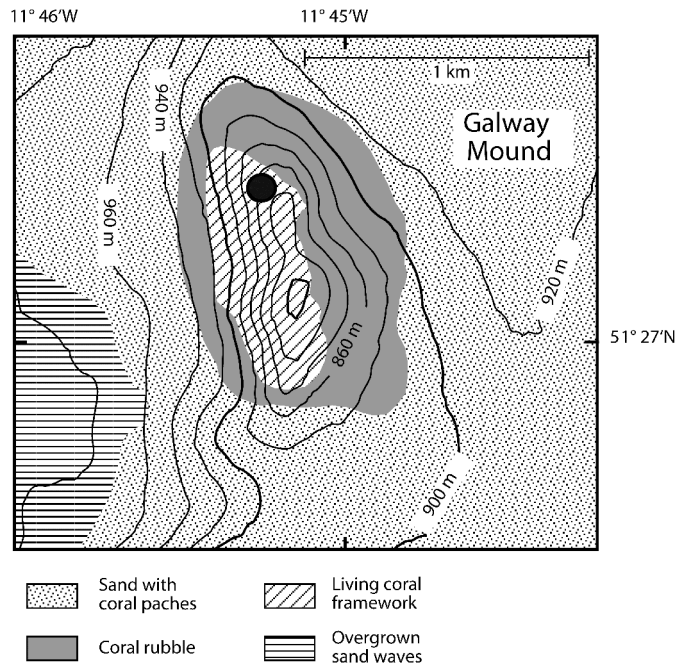 11° 46'W
11° 45'W
1 km
Galway
Mound
940 m
960 m
920 m
51° 27'N
860 m
900 m
Sand with
coral paches
Living coral
framework
Coral rubble
Overgrown
sand waves